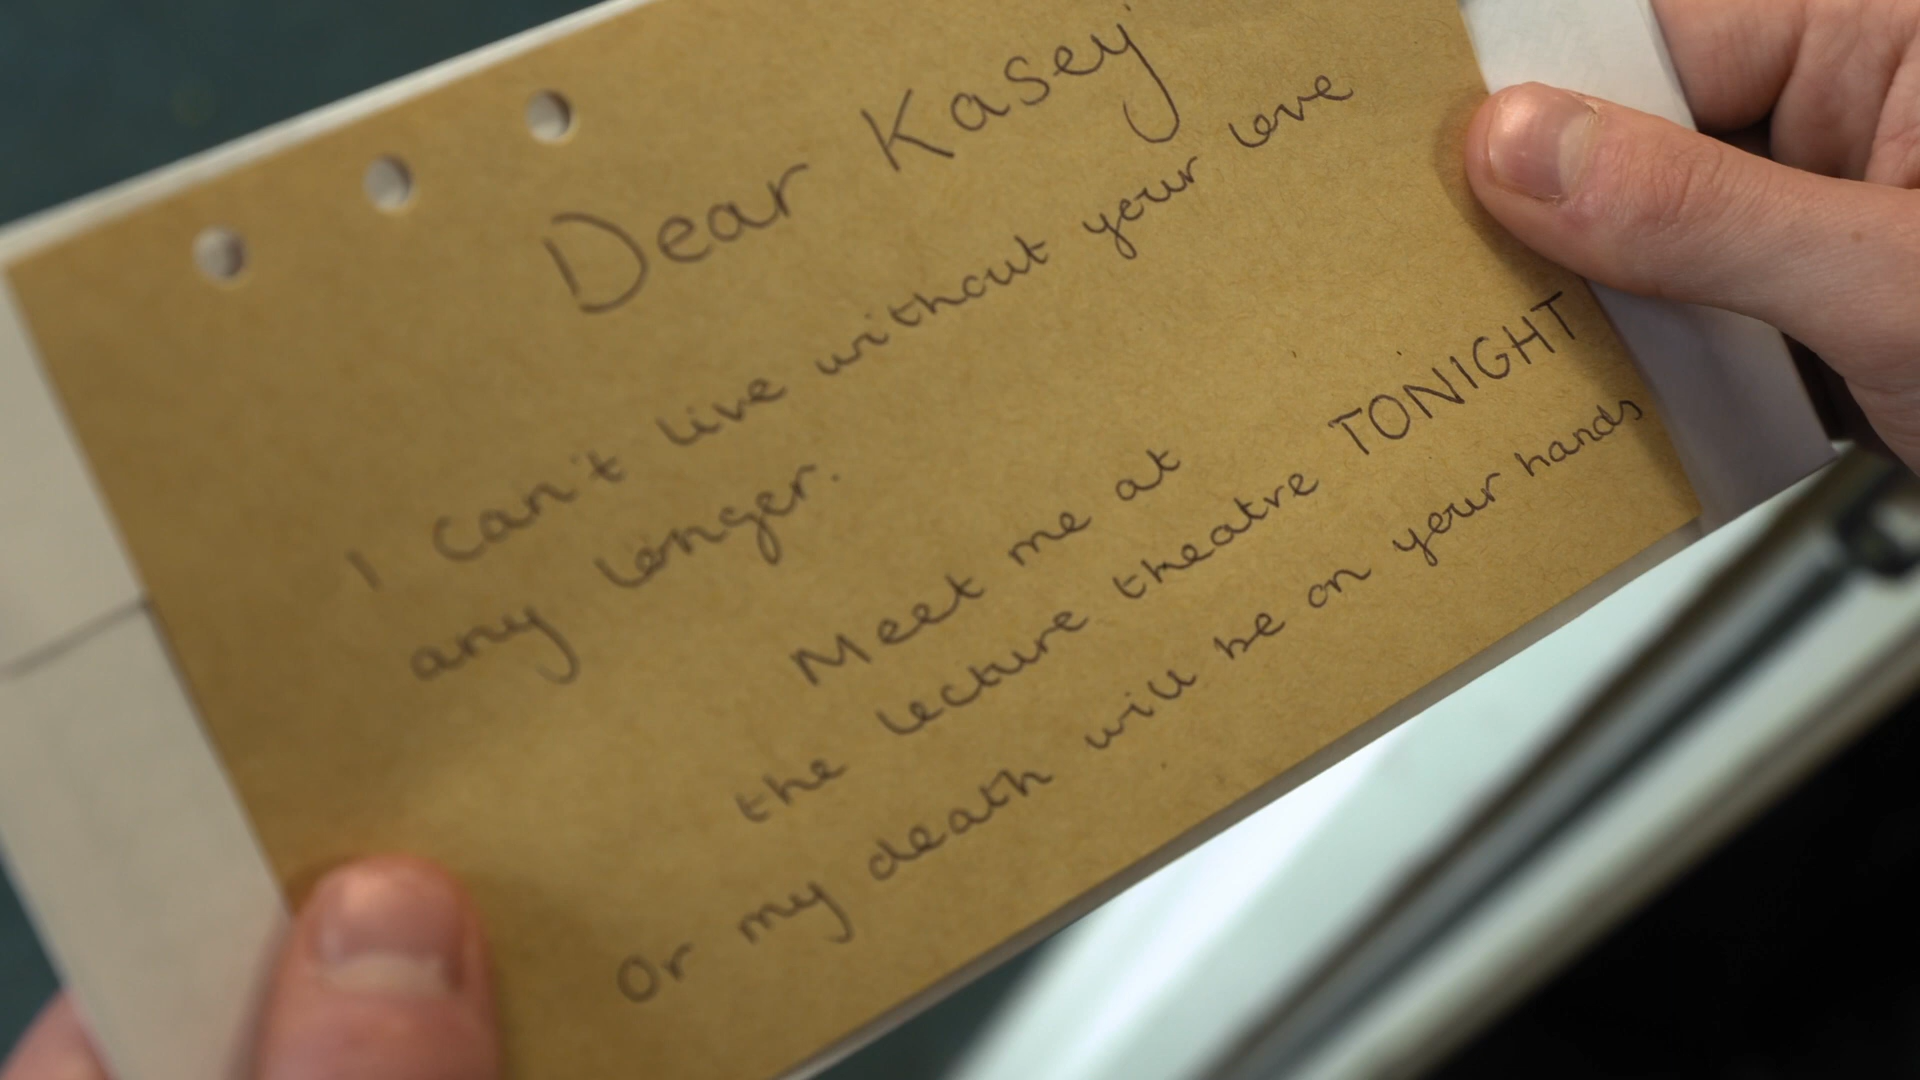 Dear Kasey
I can't live without your love
any longer.
Meet me at
the lecture theatre TONIGHT
Or my death will be on your hands